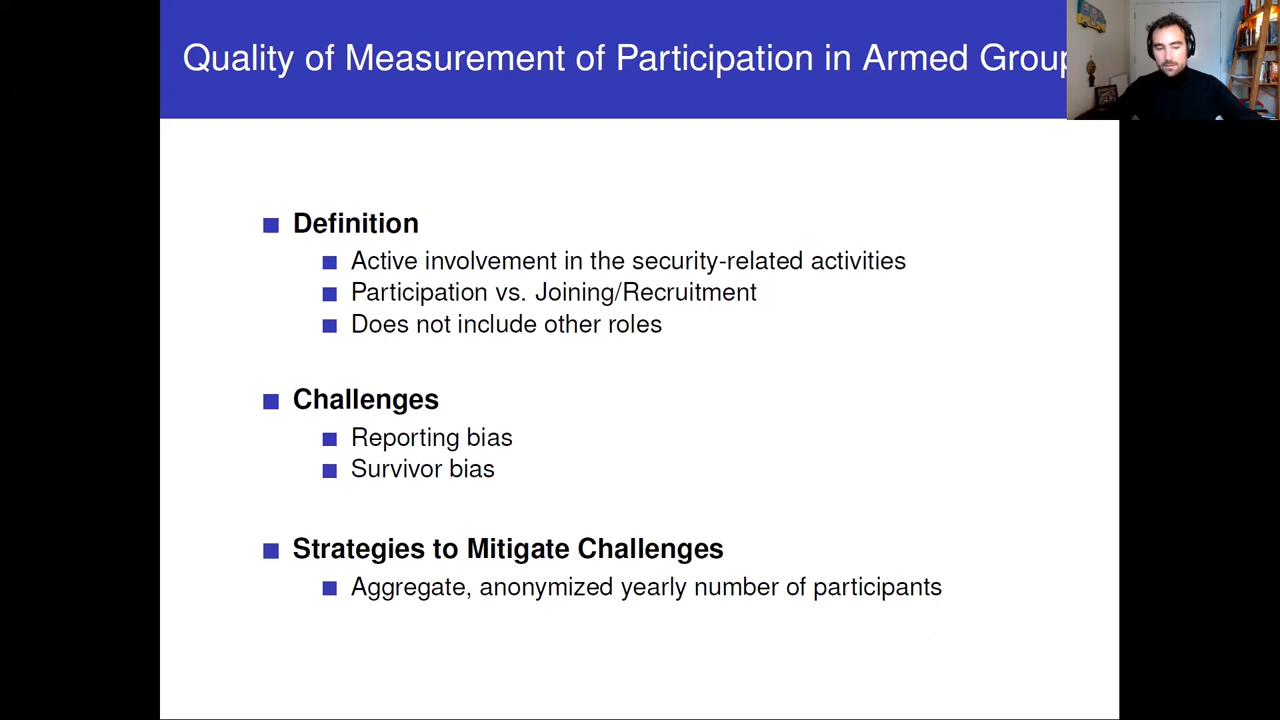 Quality of Measurement of Participation in Armed Group
Definition
Active involvement in the security-related activities
Participation vs. Joining/Recruitment
Does not include other roles
Challenges
Reporting bias
Survivor bias
Strategies to Mitigate Challenges
Aggregate, anonymized yearly number of participants